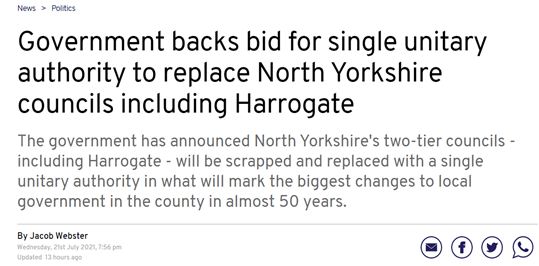 News > Politics
Government backs bid for single unitary
authority to replace North Yorkshire
councils including Harrogate
The government has announced North Yorkshire's two-tier councils -
including Harrogate - will be scrapped and replaced with a single
unitary authority in what will mark the biggest changes to local
government in the county in almost 50 years.
By Jacob Webster
Wednesday, 21st July 2021, 7:56 pm
Updated 13 hours ago